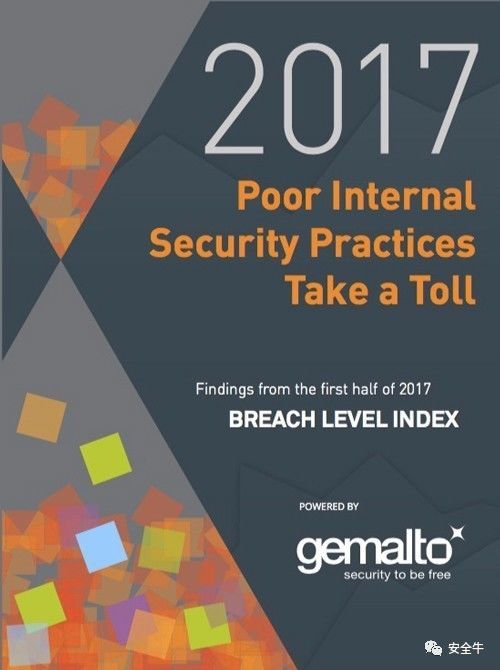 2017
Poor Internal
Security Practices
Take a Toll
Findings from the first half of 2017
BREACH LEVEL INDEX
POWERED BY
gemalto
security to be free
安全牛